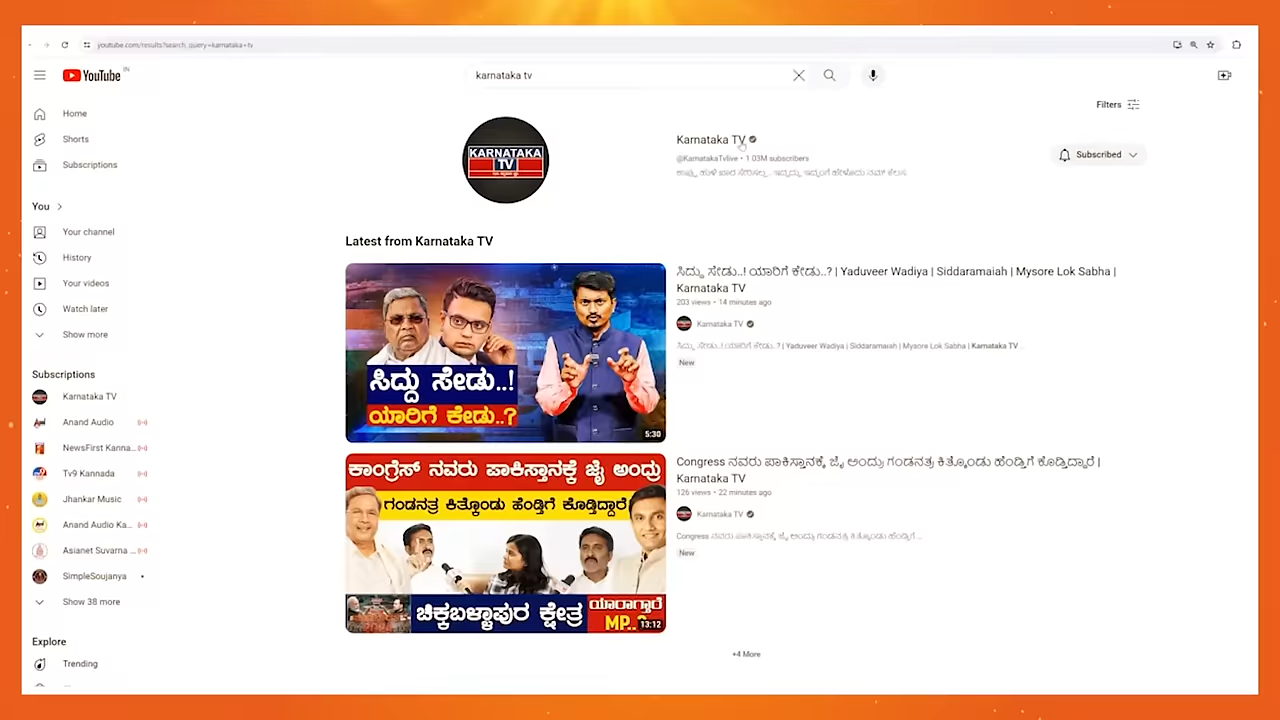 youtube.com/results?search_query=karnataka+tv
YouTube IN
karnataka tv
Filters
Home
Shorts
Subscriptions
You
Your channel
History
Your videos
Watch later
Show more
Subscriptions
Karnataka TV
Anand Audio
NewsFirst Kanna...
Tv9 Kannada
Jhankar Music
Anand Audio Ka...
Asianet Suvarna ...
SimpleSoujanya
Show 38 more
Explore
Trending
KARNATAKA
TV
Karnataka TV
@KarnatakaTvlive • 1.03M subscribers
Subscribed
Latest from Karnataka TV
ಸಿದ್ದು ಸೇಡು..!
ಯಾರಿಗೆ ಕೇಡು..?
5:30
ಸಿದ್ದು ಸೇಡು..! ಯಾರಿಗೆ ಕೇಡು..? | Yaduveer Wadiya | Siddaramaiah | Mysore Lok Sabha |
Karnataka TV
203 views • 14 minutes ago
Karnataka TV
ಸಿದ್ದು ಸೇಡು..! ಯಾರಿಗೆ ಕೇಡು..? | Yaduveer Wadiya | Siddaramaiah | Mysore Lok Sabha | Karnataka TV
New
ಕಾಂಗ್ರೆಸ್ ನವರು ಪಾಕಿಸ್ತಾನಕ್ಕೆ ಜೈ ಅಂದ್ರು
ಗಂಡನತ್ರ ಕಿತ್ಕೊಂಡು ಹೆಂಡ್ತಿಗೆ ಕೊಡ್ತಿದ್ದಾರೆ
ಚಿಕ್ಕಬಳ್ಳಾಪುರ ಕ್ಷೇತ್ರ
ಯಾರಾಗ್ತಾರೆ
MP..?
13:12
Congress ನವರು ಪಾಕಿಸ್ತಾನಕ್ಕೆ ಜೈ ಅಂದ್ರು ಗಂಡನತ್ರ ಕಿತ್ಕೊಂಡು ಹೆಂಡ್ತಿಗೆ ಕೊಡ್ತಿದ್ದಾರೆ |
Karnataka TV
126 views • 22 minutes ago
Karnataka TV
Congress ನವರು ಪಾಕಿಸ್ತಾನಕ್ಕೆ ಜೈ ಅಂದ್ರು ಗಂಡನತ್ರ ಕಿತ್ಕೊಂಡು ಹೆಂಡ್ತಿಗೆ ...
New
+4 More